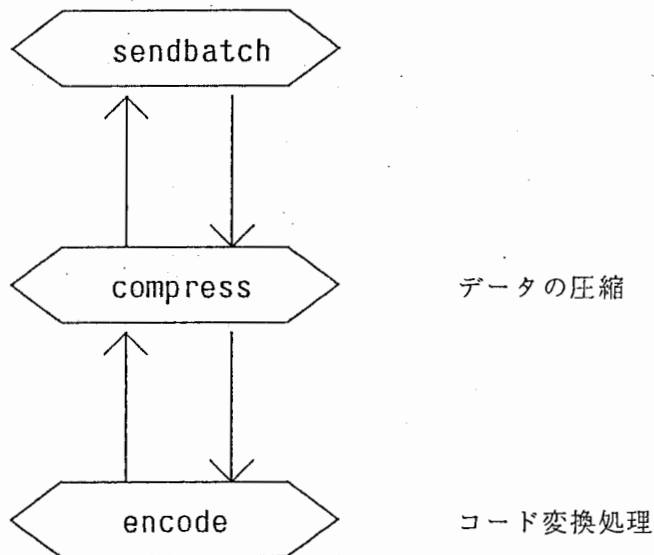 sendbatch
compress
データの圧縮
encode
コード変換処理